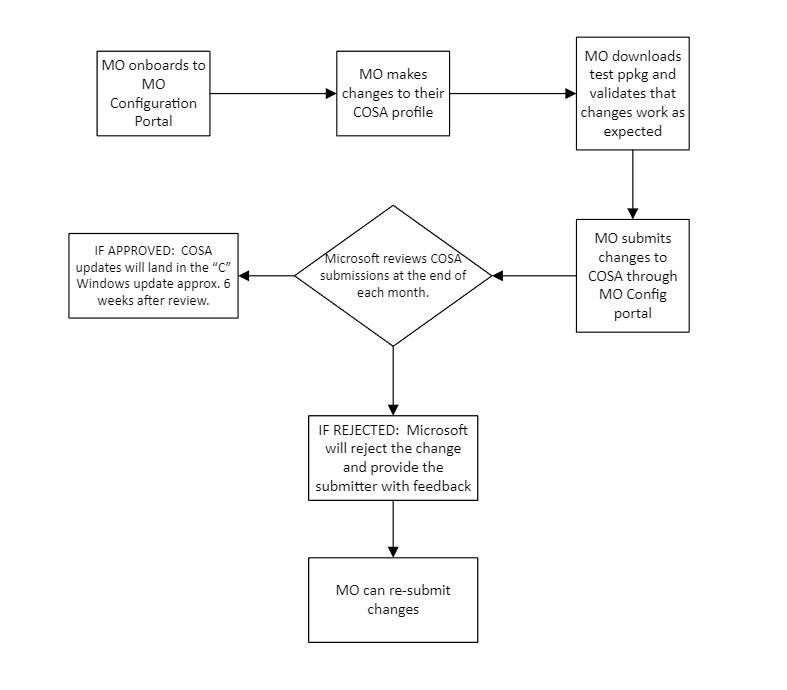 MO onboards to
MO
Configuration
Portal
MO makes
changes to their
COSA profile
MO downloads
test ppkg and
validates that
changes work as
expected
MO submits
changes to
COSA through
MO Config
portal
Microsoft reviews COSA
submissions at the end of
each month.
IF APPROVED:  COSA
updates will land in the “C”
Windows update approx. 6
weeks after review.
IF REJECTED:  Microsoft
will reject the change
and provide the
submitter with feedback
MO can re-submit
changes